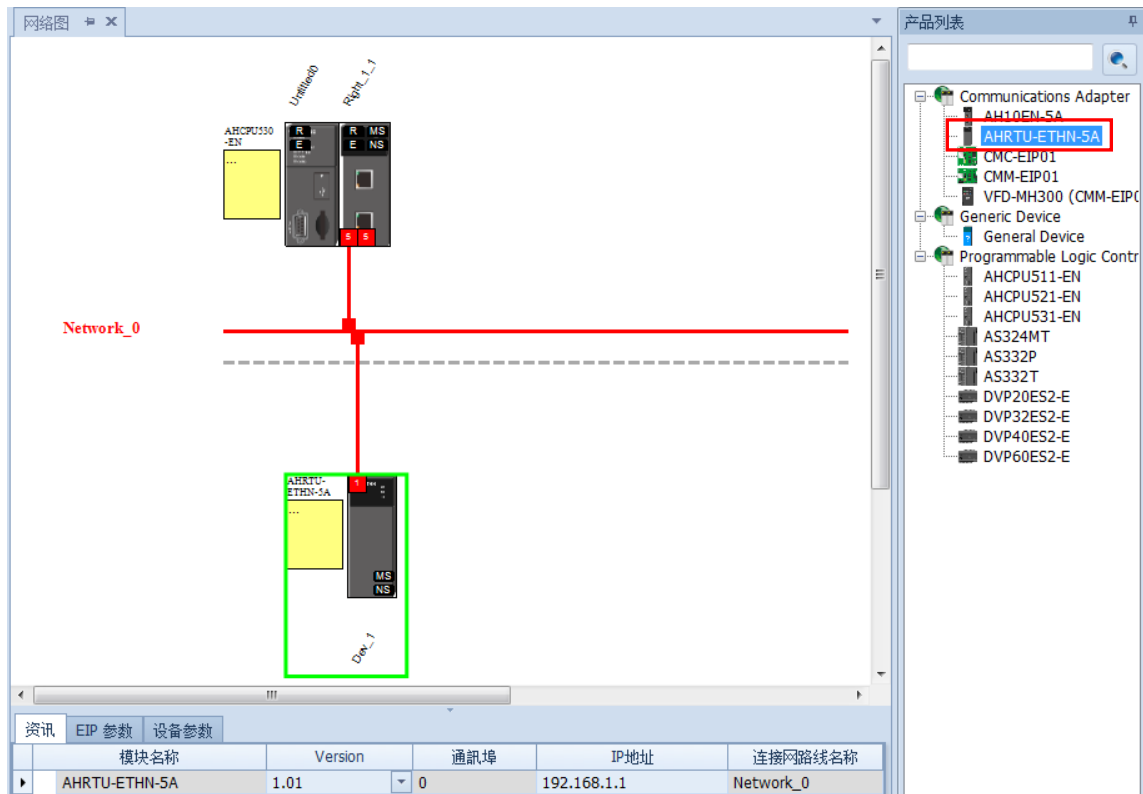 网络图
产品列表
Untitled0
Right_1_1
AHCPU530
-EN
...
R
E
R MS
E NS
5 5
Network_0
AHRTU-
ETHN-5A
...
1
MS
NS
Dev_1
Communications Adapter
AH10EN-5A
AHRTU-ETHN-5A
CMC-EIP01
CMM-EIP01
VFD-MH300 (CMM-EIP(
Generic Device
General Device
Programmable Logic Contr
AHCPU511-EN
AHCPU521-EN
AHCPU531-EN
AS324MT
AS332P
AS332T
DVP20ES2-E
DVP32ES2-E
DVP40ES2-E
DVP60ES2-E
资讯 EIP 参数 设备参数
模块名称 Version 通訊埠 IP地址 连接网路线名称
AHRTU-ETHN-5A 1.01 0 192.168.1.1 Network_0